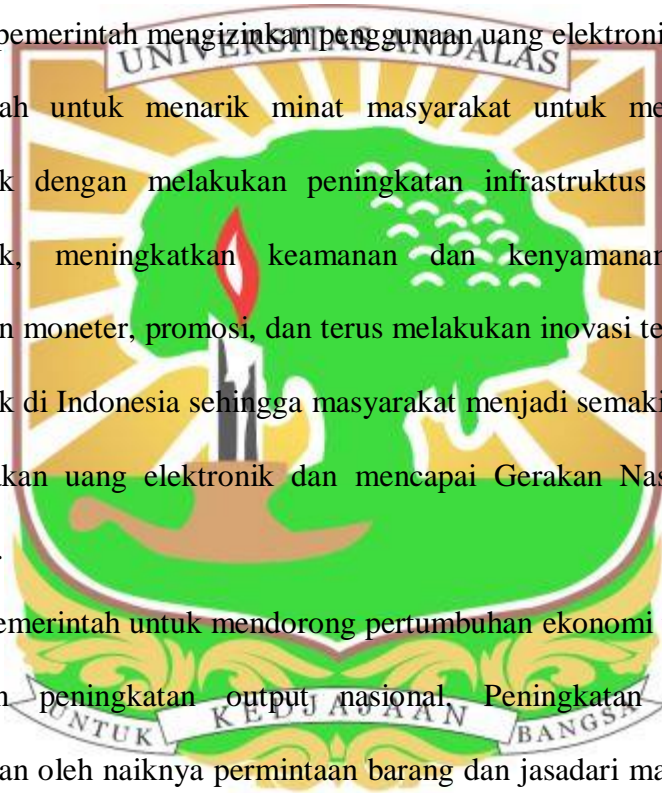 pemerintah mengizinkan penggunaan uang elektroni
UNIVERSITAS ANDALAS
ah untuk menarik minat masyarakat untuk me
k dengan melakukan peningkatan infrastruktus
k, meningkatkan keamanan dan kenyamanan
n moneter, promosi, dan terus melakukan inovasi te
k di Indonesia sehingga masyarakat menjadi semaki
akan uang elektronik dan mencapai Gerakan Nas
.
emerintah untuk mendorong pertumbuhan ekonomi
n peningkatan output nasional. Peningkatan
UNTUK KEDJAJAAN BANGSA
an oleh naiknya permintaan barang dan jasadari ma